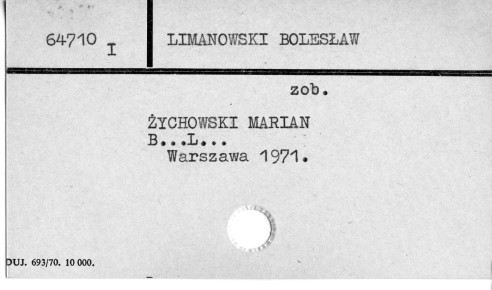 64710 I LIMANOWSKI BOLESŁAW
zob.
ŻYCHOWSKI MARIAN
B...L...
Warszawa 1971.
DUJ. 693/70. 10 000.